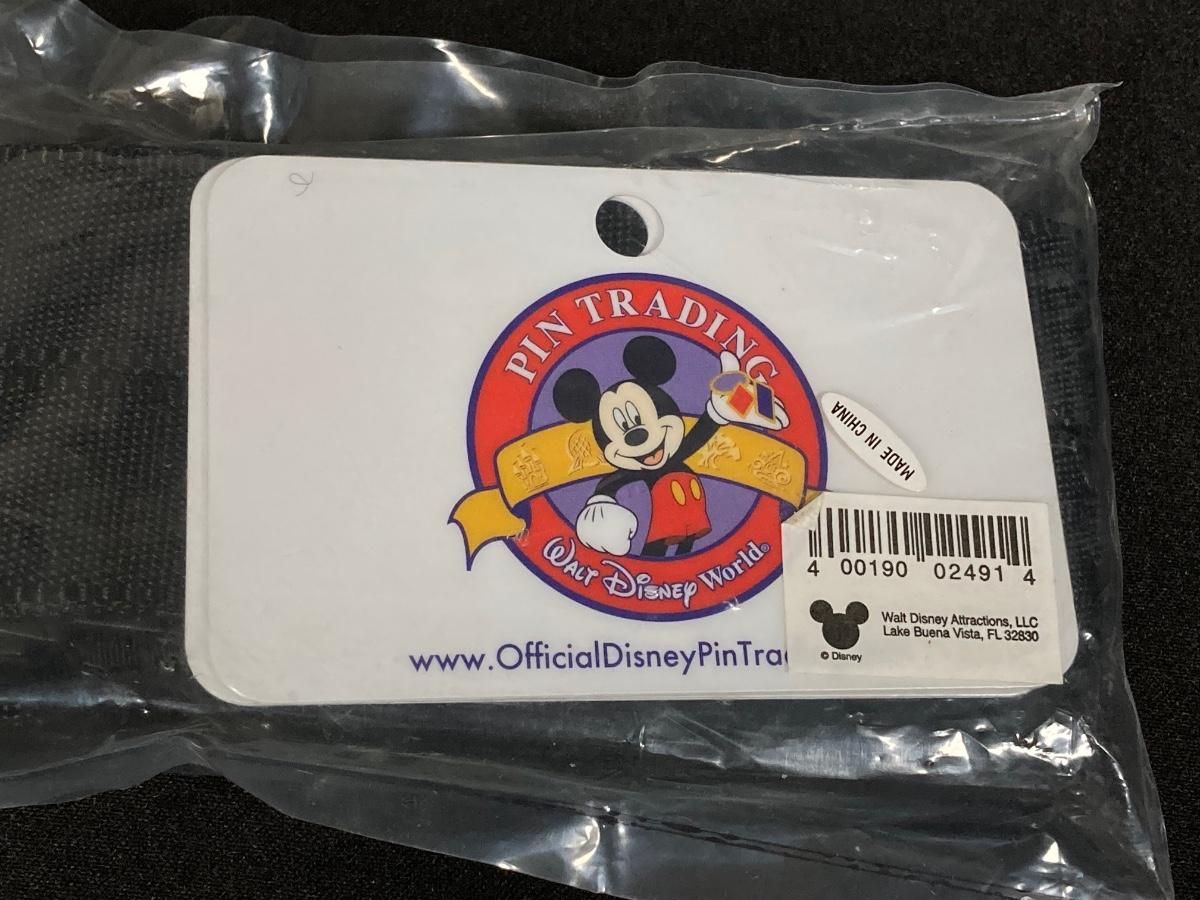 PIN TRADING
WALT DISNEY World®
www.OfficialDisneyPinTra
MADE IN CHINA
4 00190 02491 4
Walt Disney Attractions, LLC
Lake Buena Vista, FL 32830
© Disney